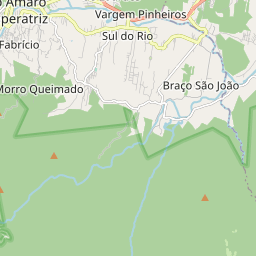 o Amaro
peratriz
Vargem Pinheiros
Sul do Rio
Fabrício
Morro Queimado
Braço São João